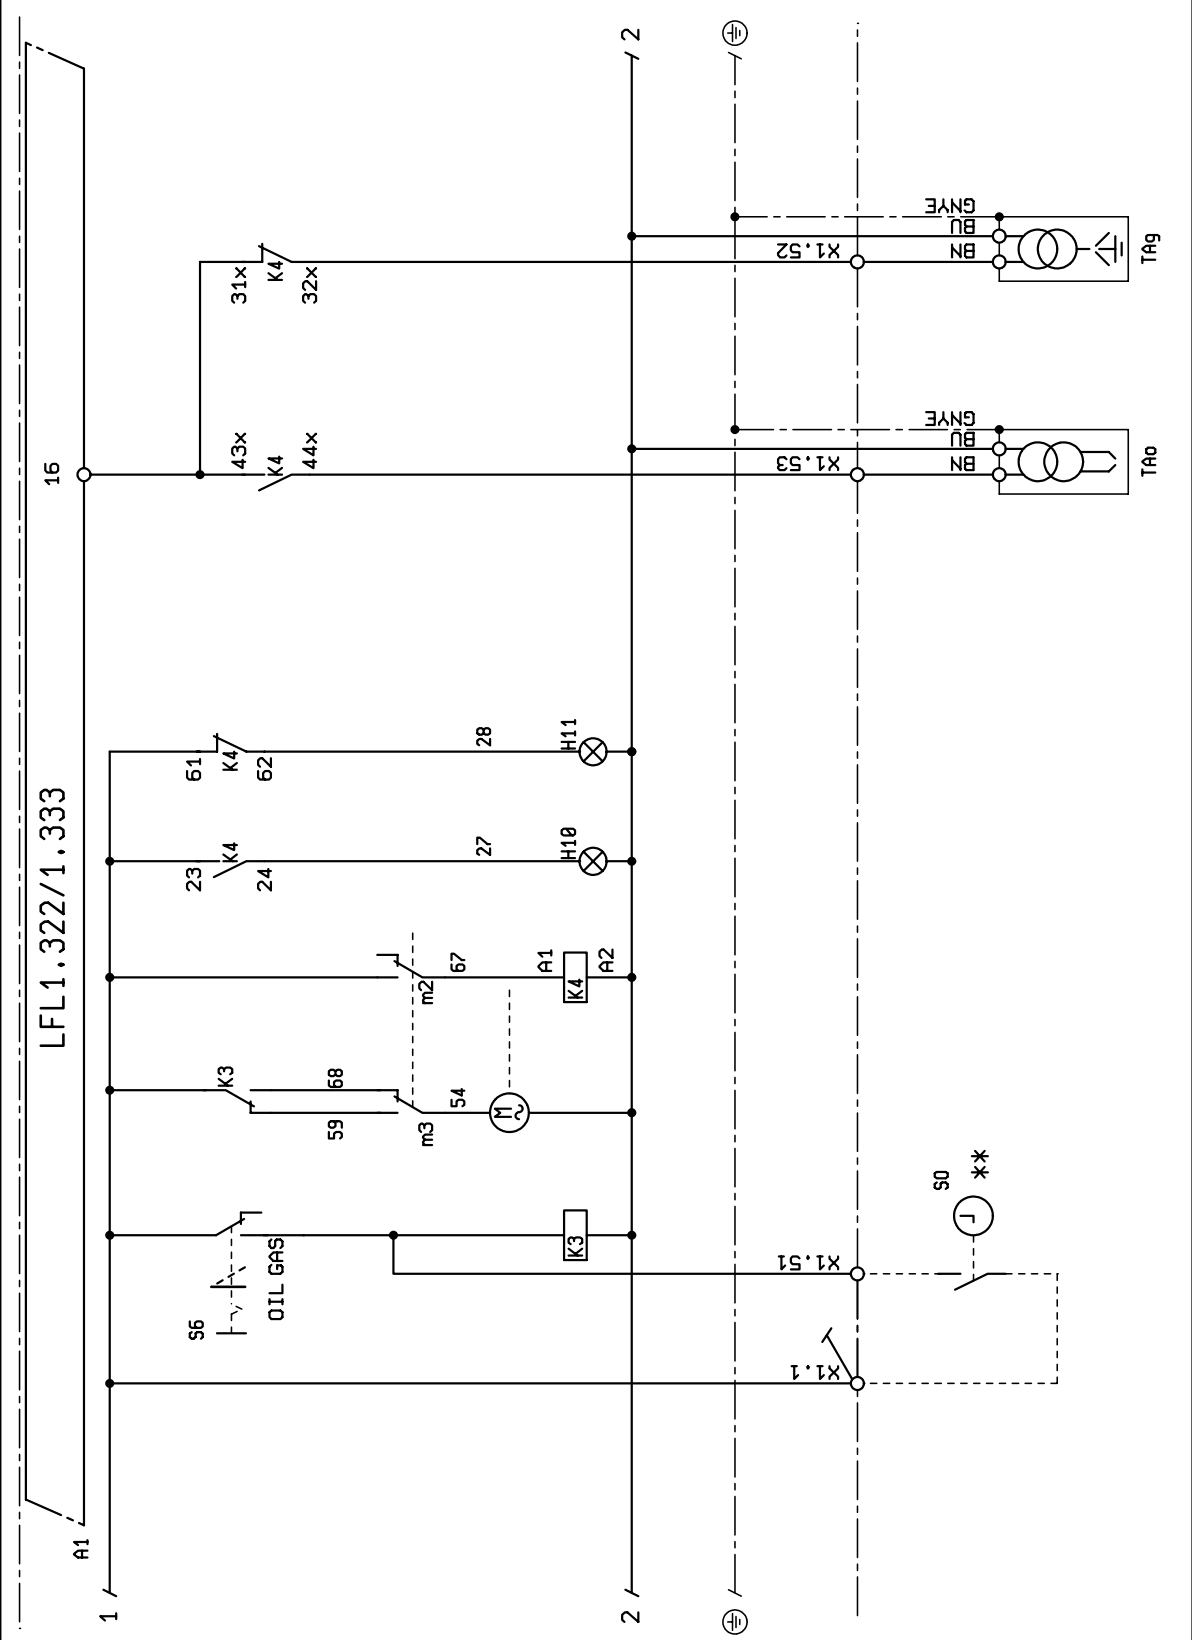 LFL1.322/1.333
A1
16
1
2
2
S6
OIL GAS
K3
K3
59
68
m3
54
M
m2
67
A1
K4
A2
23
K4
24
27
H10
61
K4
62
28
H11
43x
K4
44x
31x
K4
32x
X1.1
X1.51
X1.53
X1.52
S0
**
BN
BU
GNYE
TAo
BN
BU
GNYE
TAg